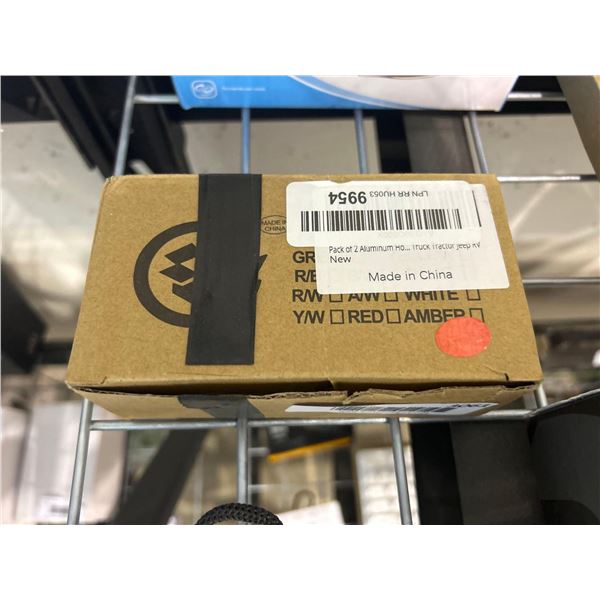 LPN RR HU053
9954
MADE IN
CHINA
Pack of 2 Aluminum Ho... Truck Tractor Jeep RV
New
Made in China
GR
R/B
R/W A/W WHITE
Y/W RED AMBER